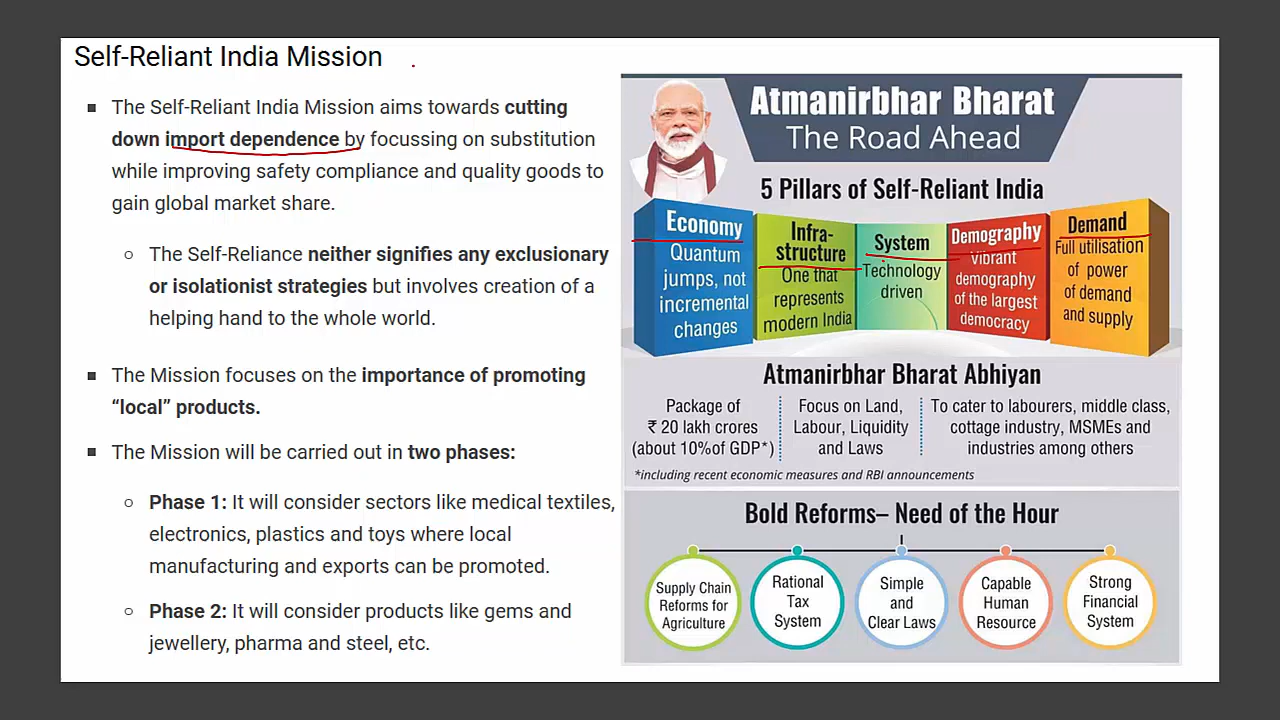 Self-Reliant India Mission
The Self-Reliant India Mission aims towards cutting
down import dependence by focussing on substitution
while improving safety compliance and quality goods to
gain global market share.
The Self-Reliance neither signifies any exclusionary
or isolationist strategies but involves creation of a
helping hand to the whole world.
The Mission focuses on the importance of promoting
“local” products.
The Mission will be carried out in two phases:
Phase 1: It will consider sectors like medical textiles,
electronics, plastics and toys where local
manufacturing and exports can be promoted.
Phase 2: It will consider products like gems and
jewellery, pharma and steel, etc.
Atmanirbhar Bharat
The Road Ahead
5 Pillars of Self-Reliant India
Economy
Quantum
jumps, not
incremental
changes
Infra-
structure
One that
represents
modern India
System
Technology
driven
Demography
vibrant
demography
of the largest
democracy
Demand
Full utilisation
of power
of demand
and supply
Atmanirbhar Bharat Abhiyan
Package of
₹ 20 lakh crores
(about 10%of GDP*)
Focus on Land,
Labour, Liquidity
and Laws
To cater to labourers, middle class,
cottage industry, MSMEs and
industries among others
*including recent economic measures and RBI announcements
Bold Reforms– Need of the Hour
Supply Chain
Reforms for
Agriculture
Rational
Tax
System
Simple
and
Clear Laws
Capable
Human
Resource
Strong
Financial
System